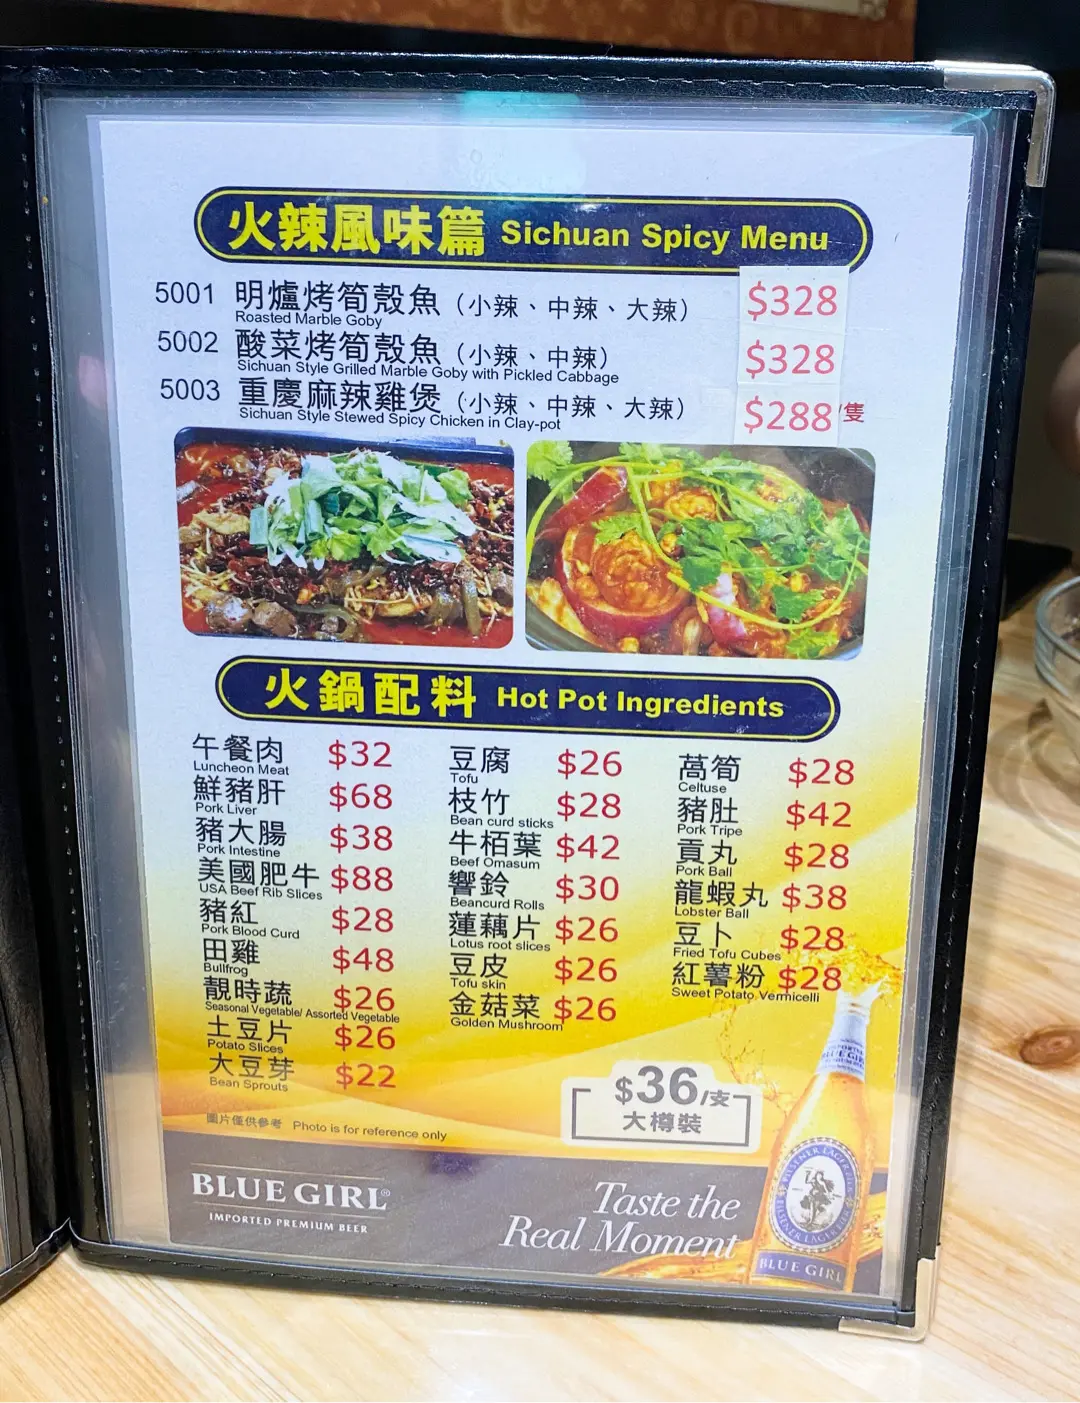 火辣風味篇 Sichuan Spicy Menu
5001 明爐烤筍殼魚（小辣、中辣、大辣） $328
Roasted Marble Goby
5002 酸菜烤筍殼魚（小辣、中辣） $328
Sichuan Style Grilled Marble Goby with Pickled Cabbage
5003 重慶麻辣雞煲（小辣、中辣、大辣） $288/隻
Sichuan Style Stewed Spicy Chicken in Clay-pot
火鍋配料 Hot Pot Ingredients
午餐肉 $32
Luncheon Meat
鮮豬肝 $68
Pork Liver
豬大腸 $38
Pork Intestine
美國肥牛 $88
USA Beef Rib Slices
豬紅 $28
Pork Blood Curd
田雞 $48
Bullfrog
靚時蔬 $26
Seasonal Vegetable/ Assorted Vegetable
土豆片 $26
Potato Slices
大豆芽 $22
Bean Sprouts
豆腐 $26
Tofu
枝竹 $28
Bean curd sticks
牛栢葉 $42
Beef Omasum
響鈴 $30
Beancurd Rolls
蓮藕片 $26
Lotus root slices
豆皮 $26
Tofu skin
金菇菜 $26
Golden Mushroom
萵筍 $28
Celtuse
豬肚 $42
Pork Tripe
貢丸 $28
Pork Ball
龍蝦丸 $38
Lobster Ball
豆卜 $28
Fried Tofu Cubes
紅薯粉 $28
Sweet Potato Vermicelli
圖片僅供參考 Photo is for reference only
$36/支
大樽裝
BLUE GIRL®
IMPORTED PREMIUM BEER
Taste the
Real Moment
BLUE GIRL
PILSENER LAGER BEER
BLUE GIRL